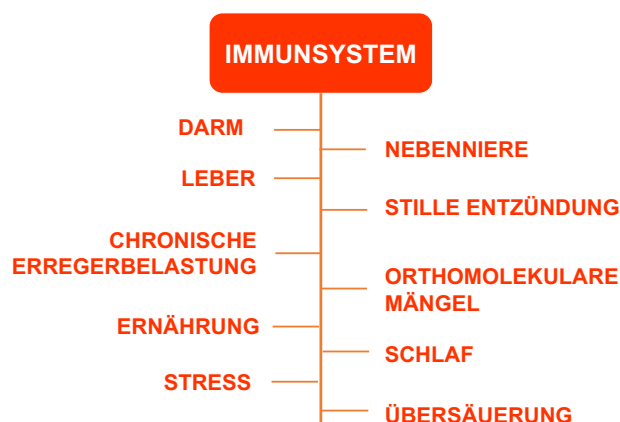 IMMUNSYSTEM
DARM
NEBENNIERE
LEBER
STILLE ENTZÜNDUNG
CHRONISCHE
ERREGERBELASTUNG
ORTHOMOLEKULARE
MÄNGEL
ERNÄHRUNG
SCHLAF
STRESS
ÜBERSÄUERUNG